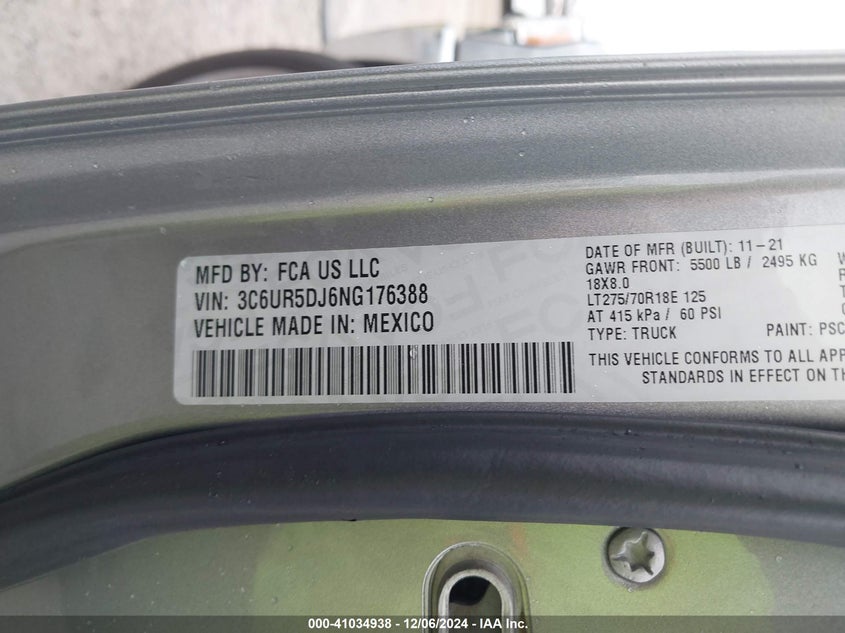 MFD BY: FCA US LLC
VIN: 3C6UR5DJ6NG176388
VEHICLE MADE IN: MEXICO
DATE OF MFR (BUILT): 11-21
GAWR FRONT: 5500 LB / 2495 KG
18X8.0
LT275/70R18E 125
AT 415 kPa / 60 PSI
TYPE: TRUCK PAINT: PSC
THIS VEHICLE CONFORMS TO ALL APP
STANDARDS IN EFFECT ON TH
000-41034938 - 12/06/2024 - IAA Inc.